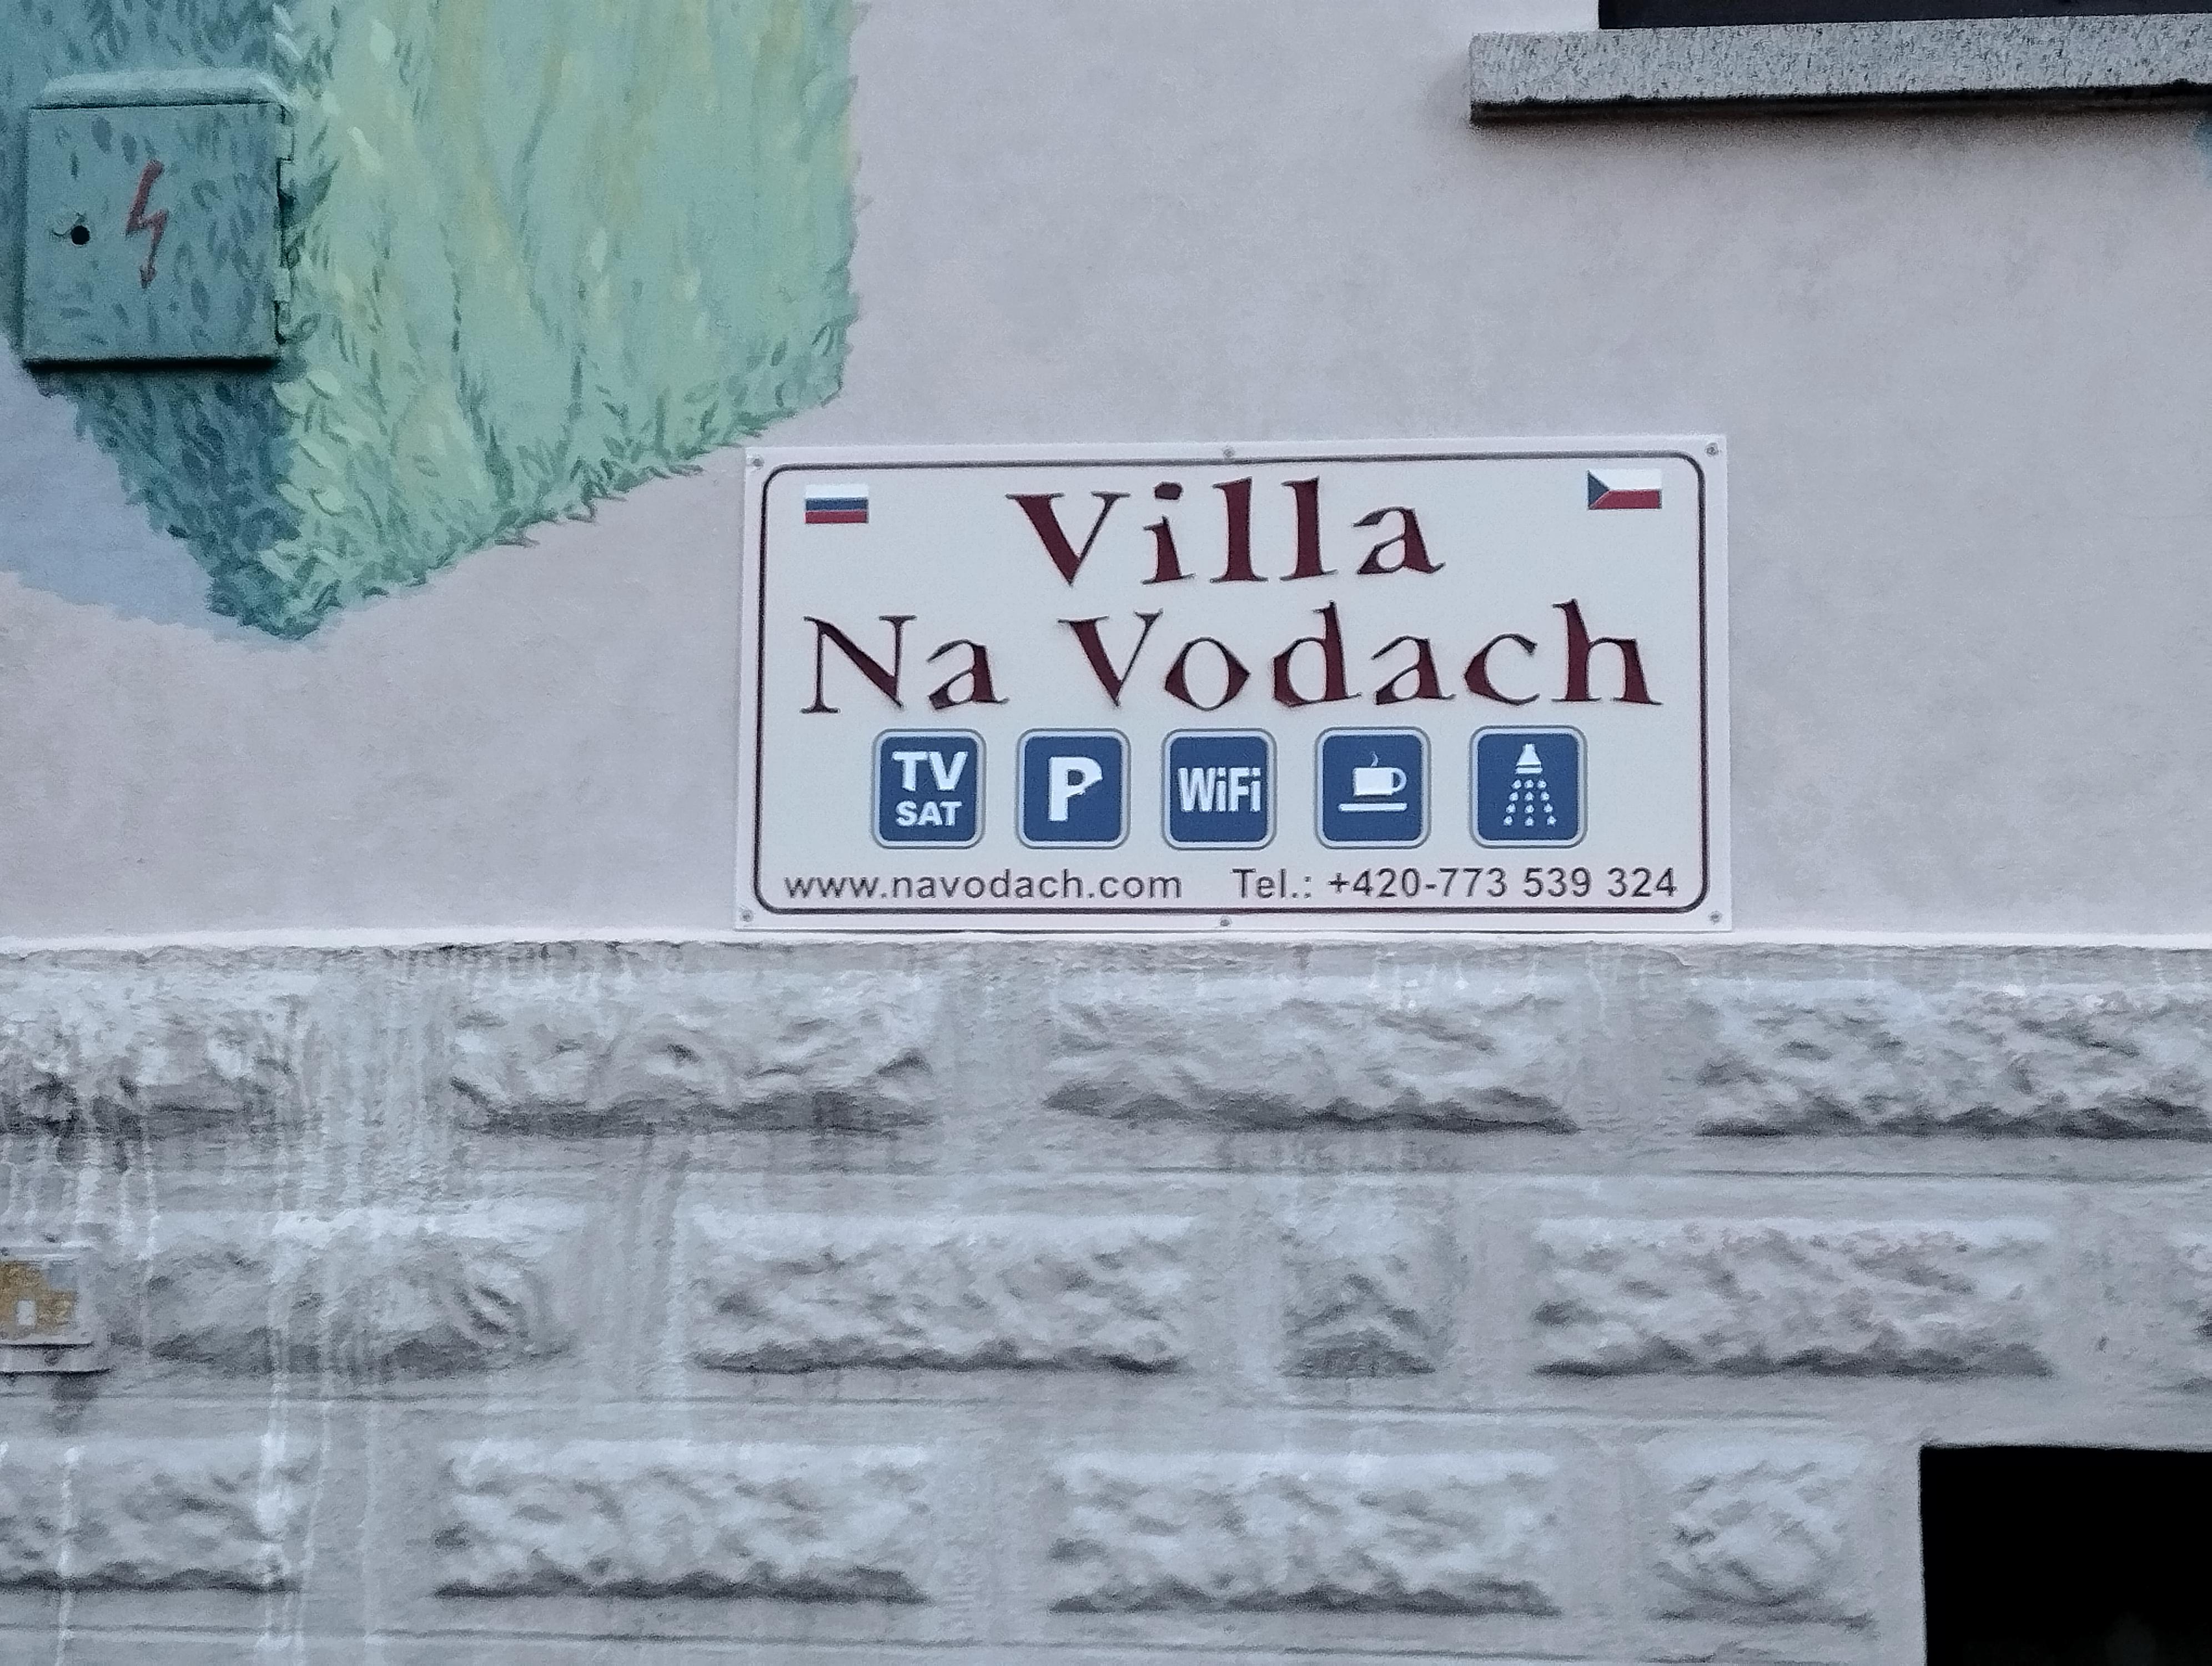 Villa
Na Vodach
TV SAT P WiFi
www.navodach.com Tel.: +420-773 539 324